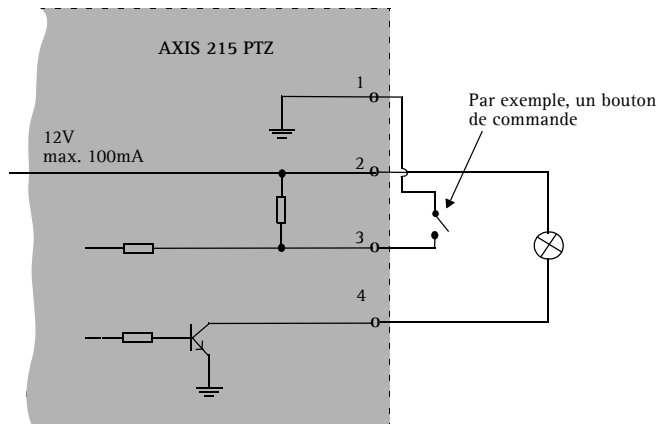 AXIS 215 PTZ
1
Par exemple, un bouton
de commande
12V
max. 100mA
2
3
4